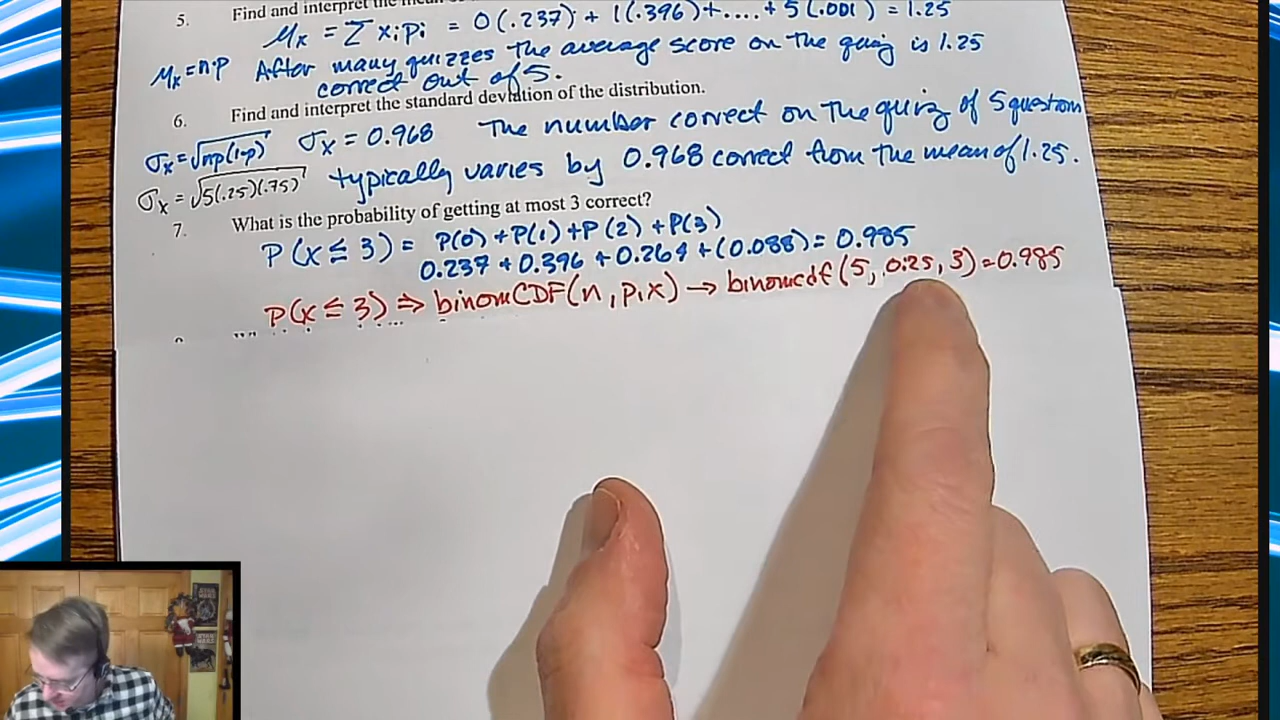 5. Find and interpret the mean of
Mx = Σ xipi = 0(.237) + 1(.396)+....+ 5(.001) = 1.25
Mx = n·p After many quizzes the average score on the quiz is 1.25
correct out of 5.
6. Find and interpret the standard deviation of the distribution.
σx = √np(1-p) σx = 0.968 The number correct on the quiz of 5 question
σx = √5(.25)(.75) typically varies by 0.968 correct from the mean of 1.25.
7. What is the probability of getting at most 3 correct?
P(x ≤ 3) = P(0) + P(1) + P(2) + P(3)
0.237 + 0.396 + 0.264 + (0.088) = 0.985
P(x ≤ 3) ⇒ binomCDF(n, p, x) → binomcdf(5, 0.25, 3) = 0.985